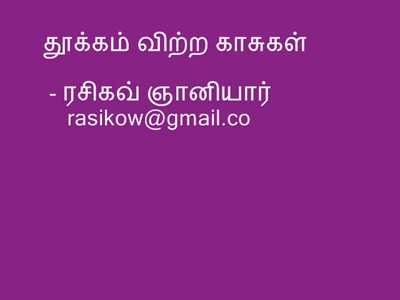 தூக்கம் விற்ற காசுகள்
- ரசிகவ் ஞானியார்
rasikow@gmail.co